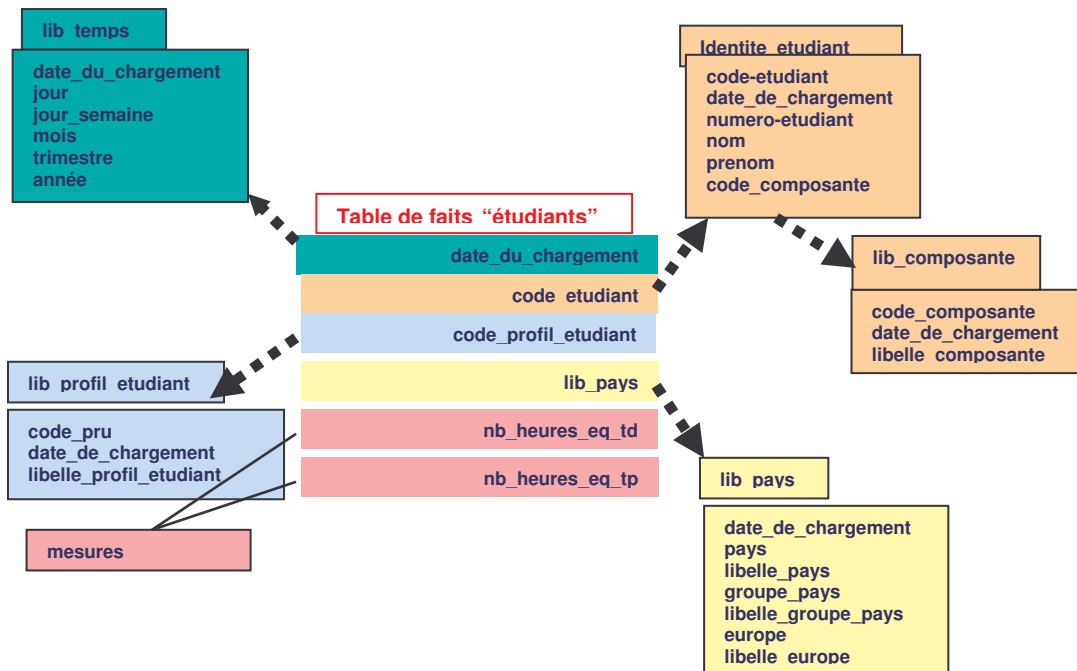 lib_temps
date_du_chargement
jour
jour_semaine
mois
trimestre
année
Identite_etudiant
code-etudiant
date_de_chargement
numero-etudiant
nom
prenom
code_composante
lib_composante
code_composante
date_de_chargement
libelle_composante
Table de faits “étudiants”
date_du_chargement
code_etudiant
code_profil_etudiant
lib_pays
nb_heures_eq_td
nb_heures_eq_tp
lib_profil_etudiant
code_pru
date_de_chargement
libelle_profil_etudiant
mesures
lib_pays
date_de_chargement
pays
libelle_pays
groupe_pays
libelle_groupe_pays
europe
libelle_europe